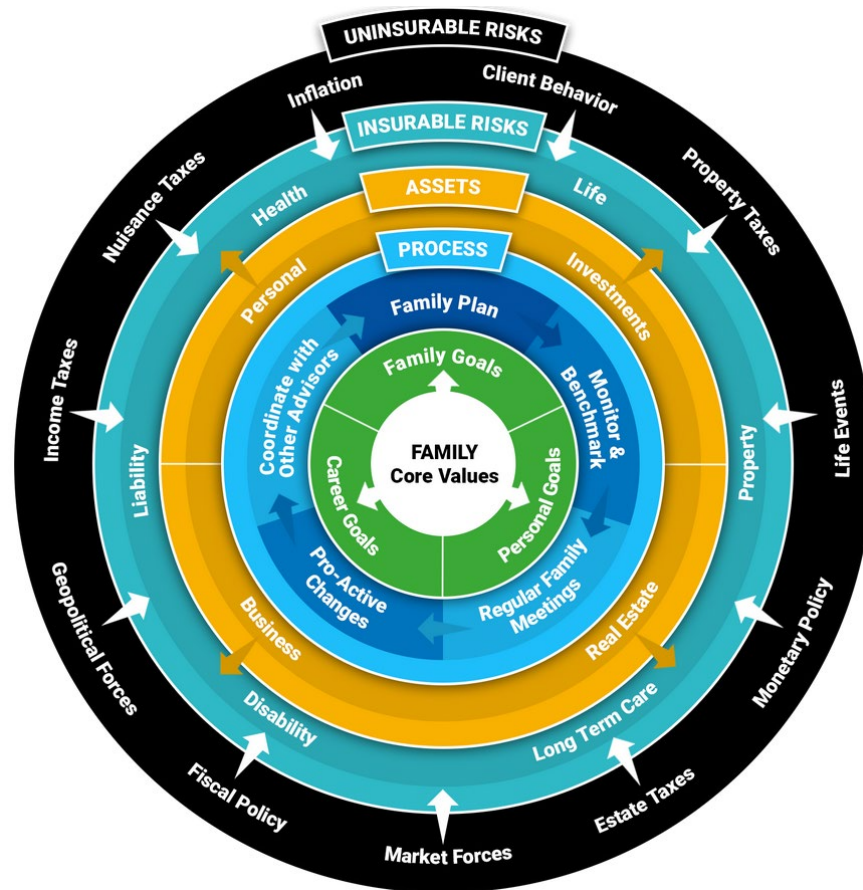 UNINSURABLE RISKS
Inflation
Client Behavior
Property Taxes
Life Events
Monetary Policy
Estate Taxes
Market Forces
Fiscal Policy
Geopolitical Forces
Income Taxes
Nuisance Taxes
INSURABLE RISKS
Health
Life
Property
Long Term Care
Disability
Liability
ASSETS
Personal
Investments
Real Estate
Business
PROCESS
Family Plan
Monitor &
Benchmark
Regular Family
Meetings
Pro-Active
Changes
Coordinate with
Other Advisors
Family Goals
Personal Goals
Career Goals
FAMILY
Core Values